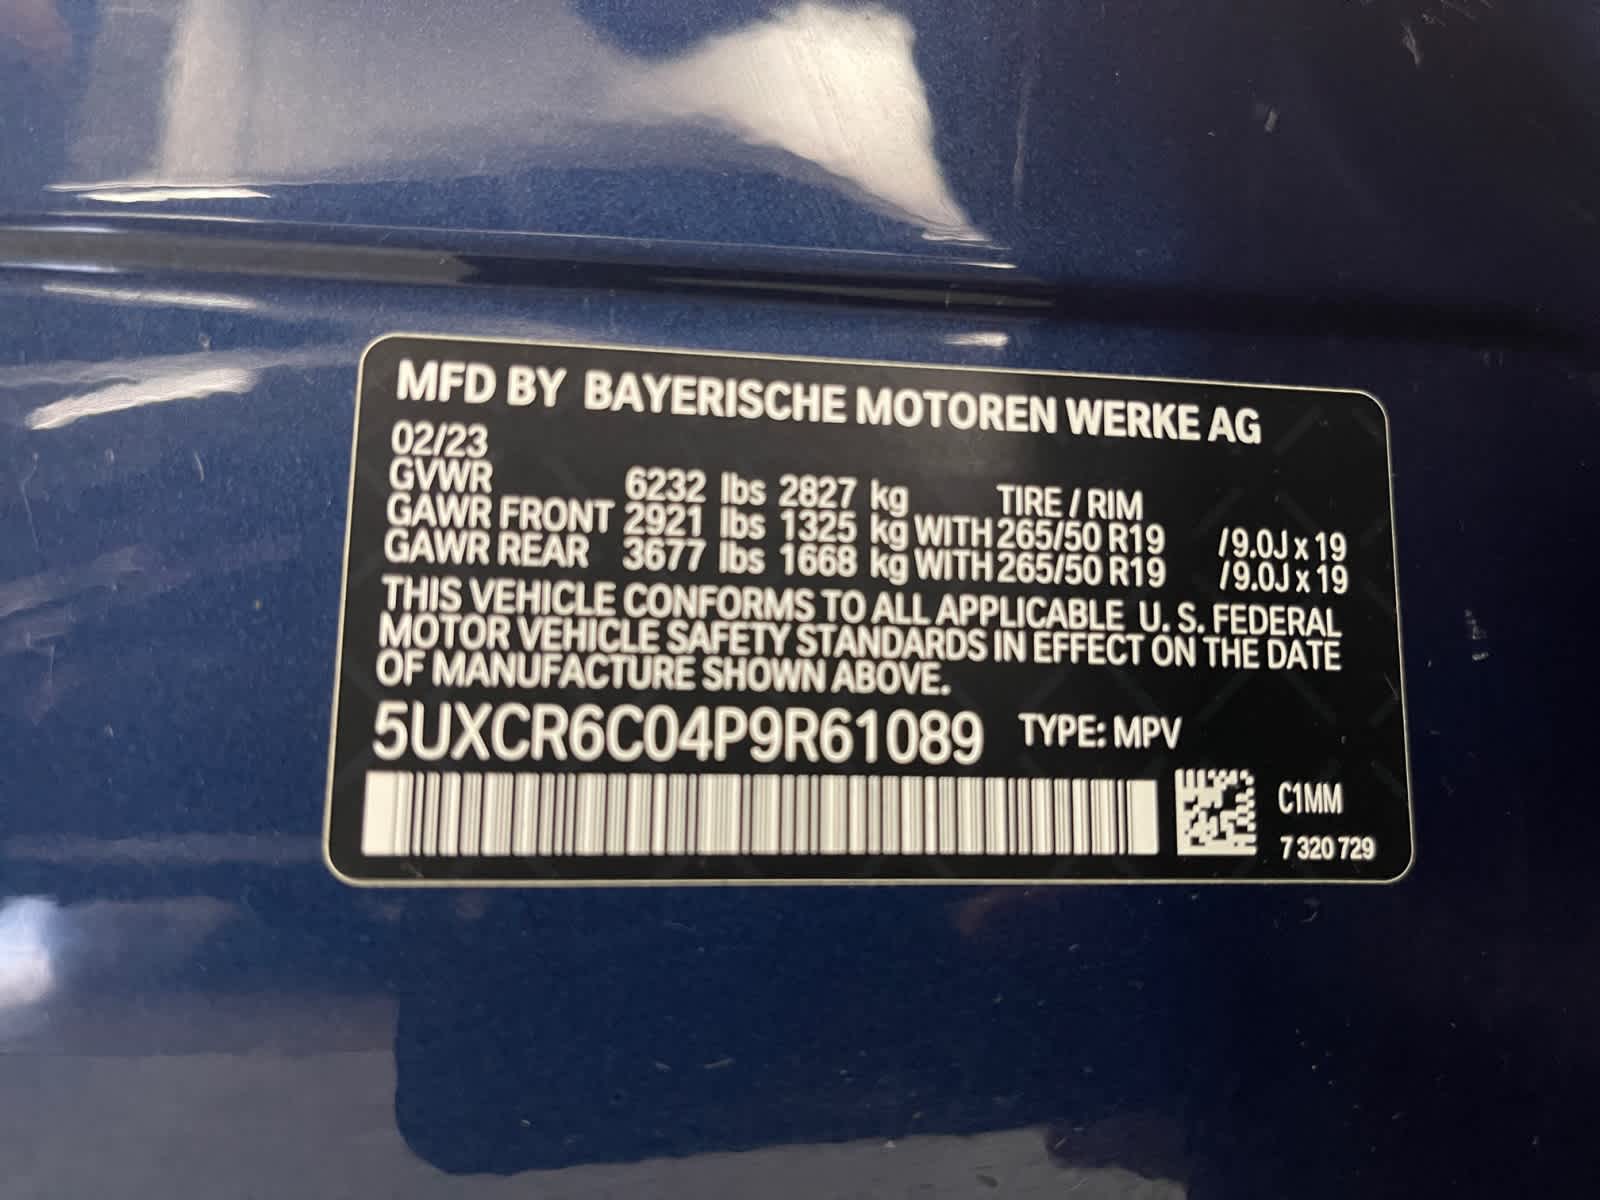 MFD BY BAYERISCHE MOTOREN WERKE AG
02/23
GVWR 6232 lbs 2827 kg TIRE / RIM
GAWR FRONT 2921 lbs 1325 kg WITH 265/50 R19 /9.0J x 19
GAWR REAR 3677 lbs 1668 kg WITH 265/50 R19 /9.0J x 19
THIS VEHICLE CONFORMS TO ALL APPLICABLE U. S. FEDERAL
MOTOR VEHICLE SAFETY STANDARDS IN EFFECT ON THE DATE
OF MANUFACTURE SHOWN ABOVE.
5UXCR6C04P9R61089 TYPE: MPV
C1MM
7 320 729